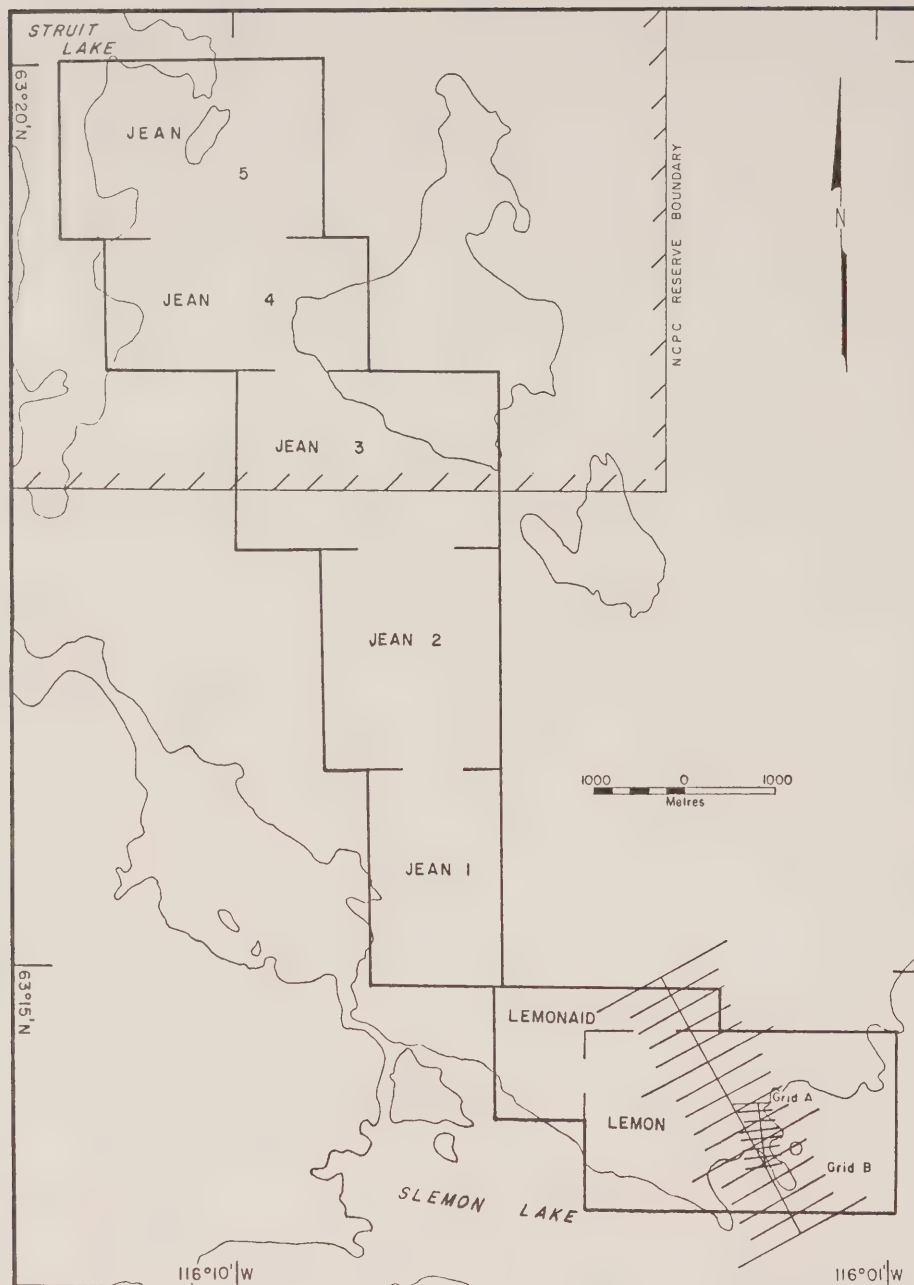 STRUIT
LAKE
63°20'N
JEAN
5
N
NCPC RESERVE BOUNDARY
JEAN 4
JEAN 3
JEAN 2
1000 0 1000
Metres
JEAN 1
63°15'N
LEMONAID
Grid A
LEMON
Grid B
SLEMON LAKE
116°10'W
116°01'W